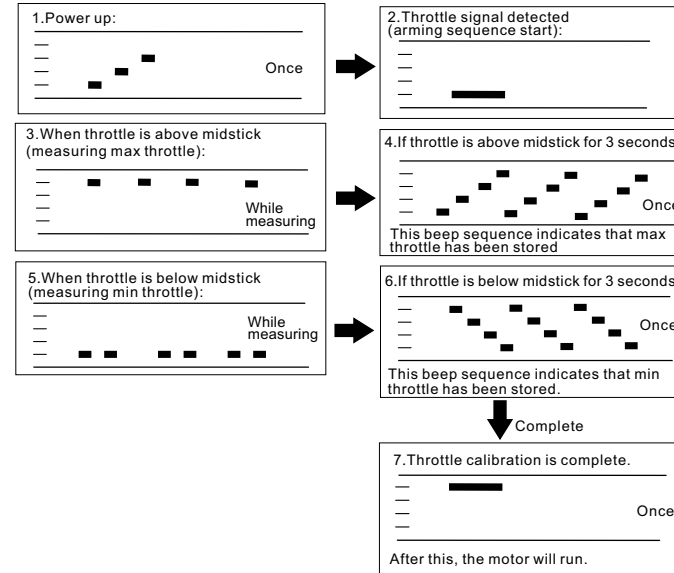 1.Power up:
Once
2.Throttle signal detected
(arming sequence start):
3.When throttle is above midstick
(measuring max throttle):
While
measuring
4.If throttle is above midstick for 3 seconds
Once
This beep sequence indicates that max
throttle has been stored
5.When throttle is below midstick
(measuring min throttle):
While
measuring
6.If throttle is below midstick for 3 seconds
Once
This beep sequence indicates that min
throttle has been stored.
Complete
7.Throttle calibration is complete.
Once
After this, the motor will run.